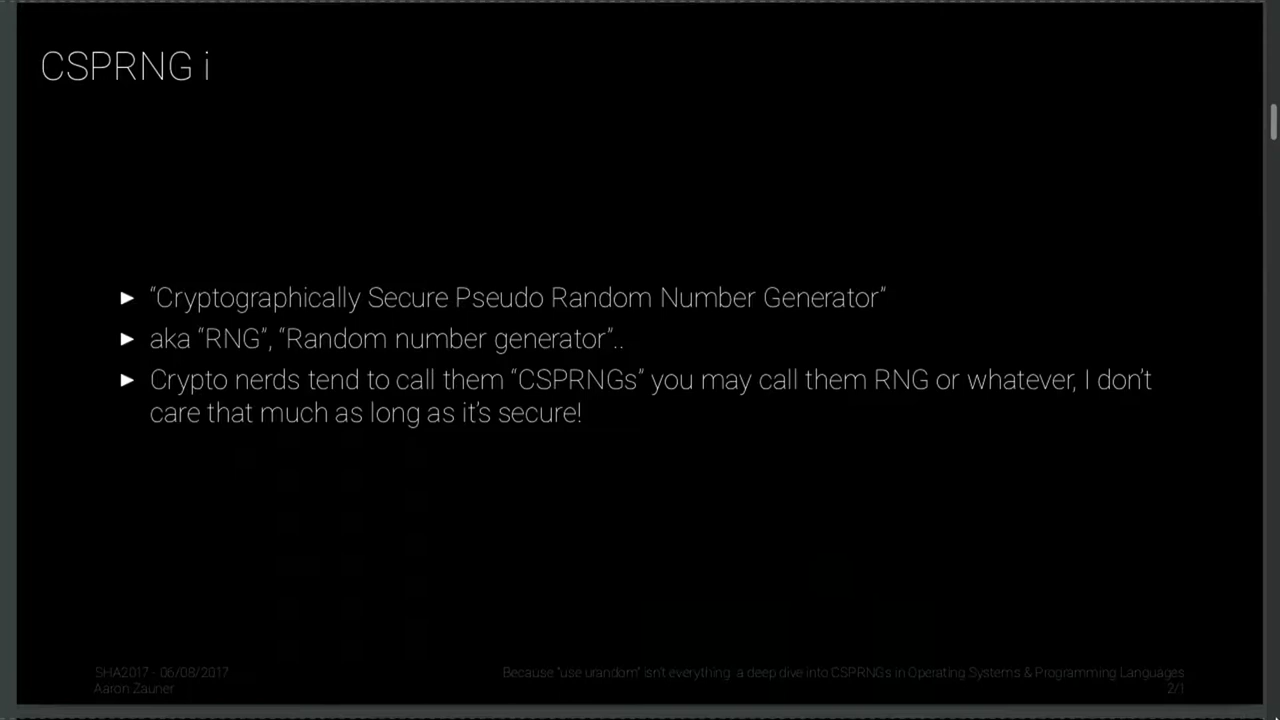 CSPRNG i
► “Cryptographically Secure Pseudo Random Number Generator”
► aka “RNG”, “Random number generator”..
► Crypto nerds tend to call them “CSPRNGs” you may call them RNG or whatever, I don’t
care that much as long as it’s secure!
SHA2017 - 06/08/2017
Aaron Zauner
Because “use urandom” isn’t everything a deep dive into CSPRNGs in Operating Systems & Programming Languages
2/1